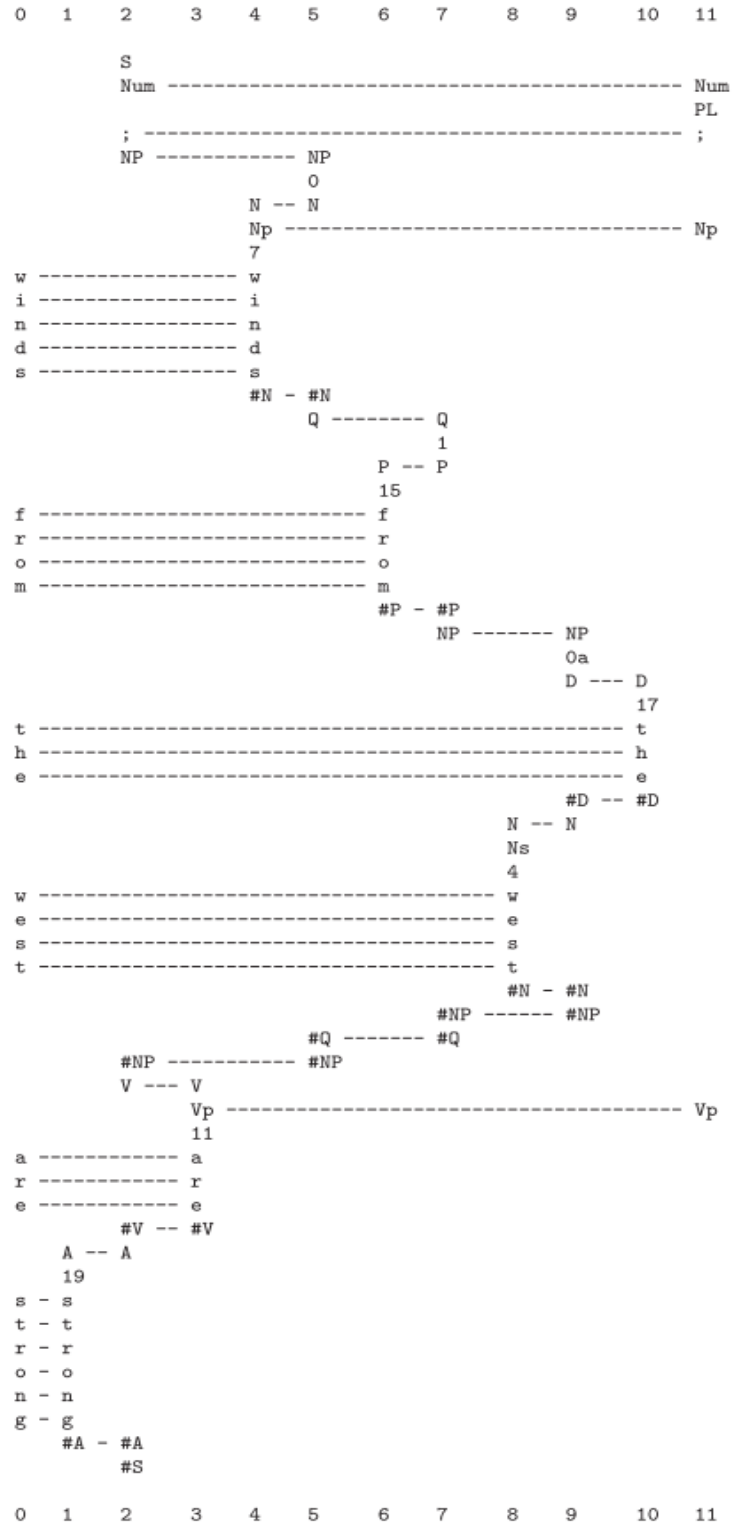 0 1 2 3 4 5 6 7 8 9 10 11
S
Num -------------------------------------------- Num
PL
; ---------------------------------------------- ;
NP ------------ NP
0
N -- N
Np ---------------------------------- Np
7
w ----------------- w
i ----------------- i
n ----------------- n
d ----------------- d
s ----------------- s
#N - #N
Q -------- Q
1
P -- P
15
f ---------------------------- f
r ---------------------------- r
o ---------------------------- o
m ---------------------------- m
#P - #P
NP ------- NP
0a
D --- D
17
t -------------------------------------------------- t
h -------------------------------------------------- h
e -------------------------------------------------- e
#D -- #D
N -- N
Ns
4
w --------------------------------------- w
e --------------------------------------- e
s --------------------------------------- s
t --------------------------------------- t
#N - #N
#NP ------ #NP
#Q ------- #Q
#NP ----------- #NP
V --- V
Vp --------------------------------------- Vp
11
a ------------ a
r ------------ r
e ------------ e
#V -- #V
A -- A
19
s - s
t - t
r - r
o - o
n - n
g - g
#A - #A
#S
0 1 2 3 4 5 6 7 8 9 10 11